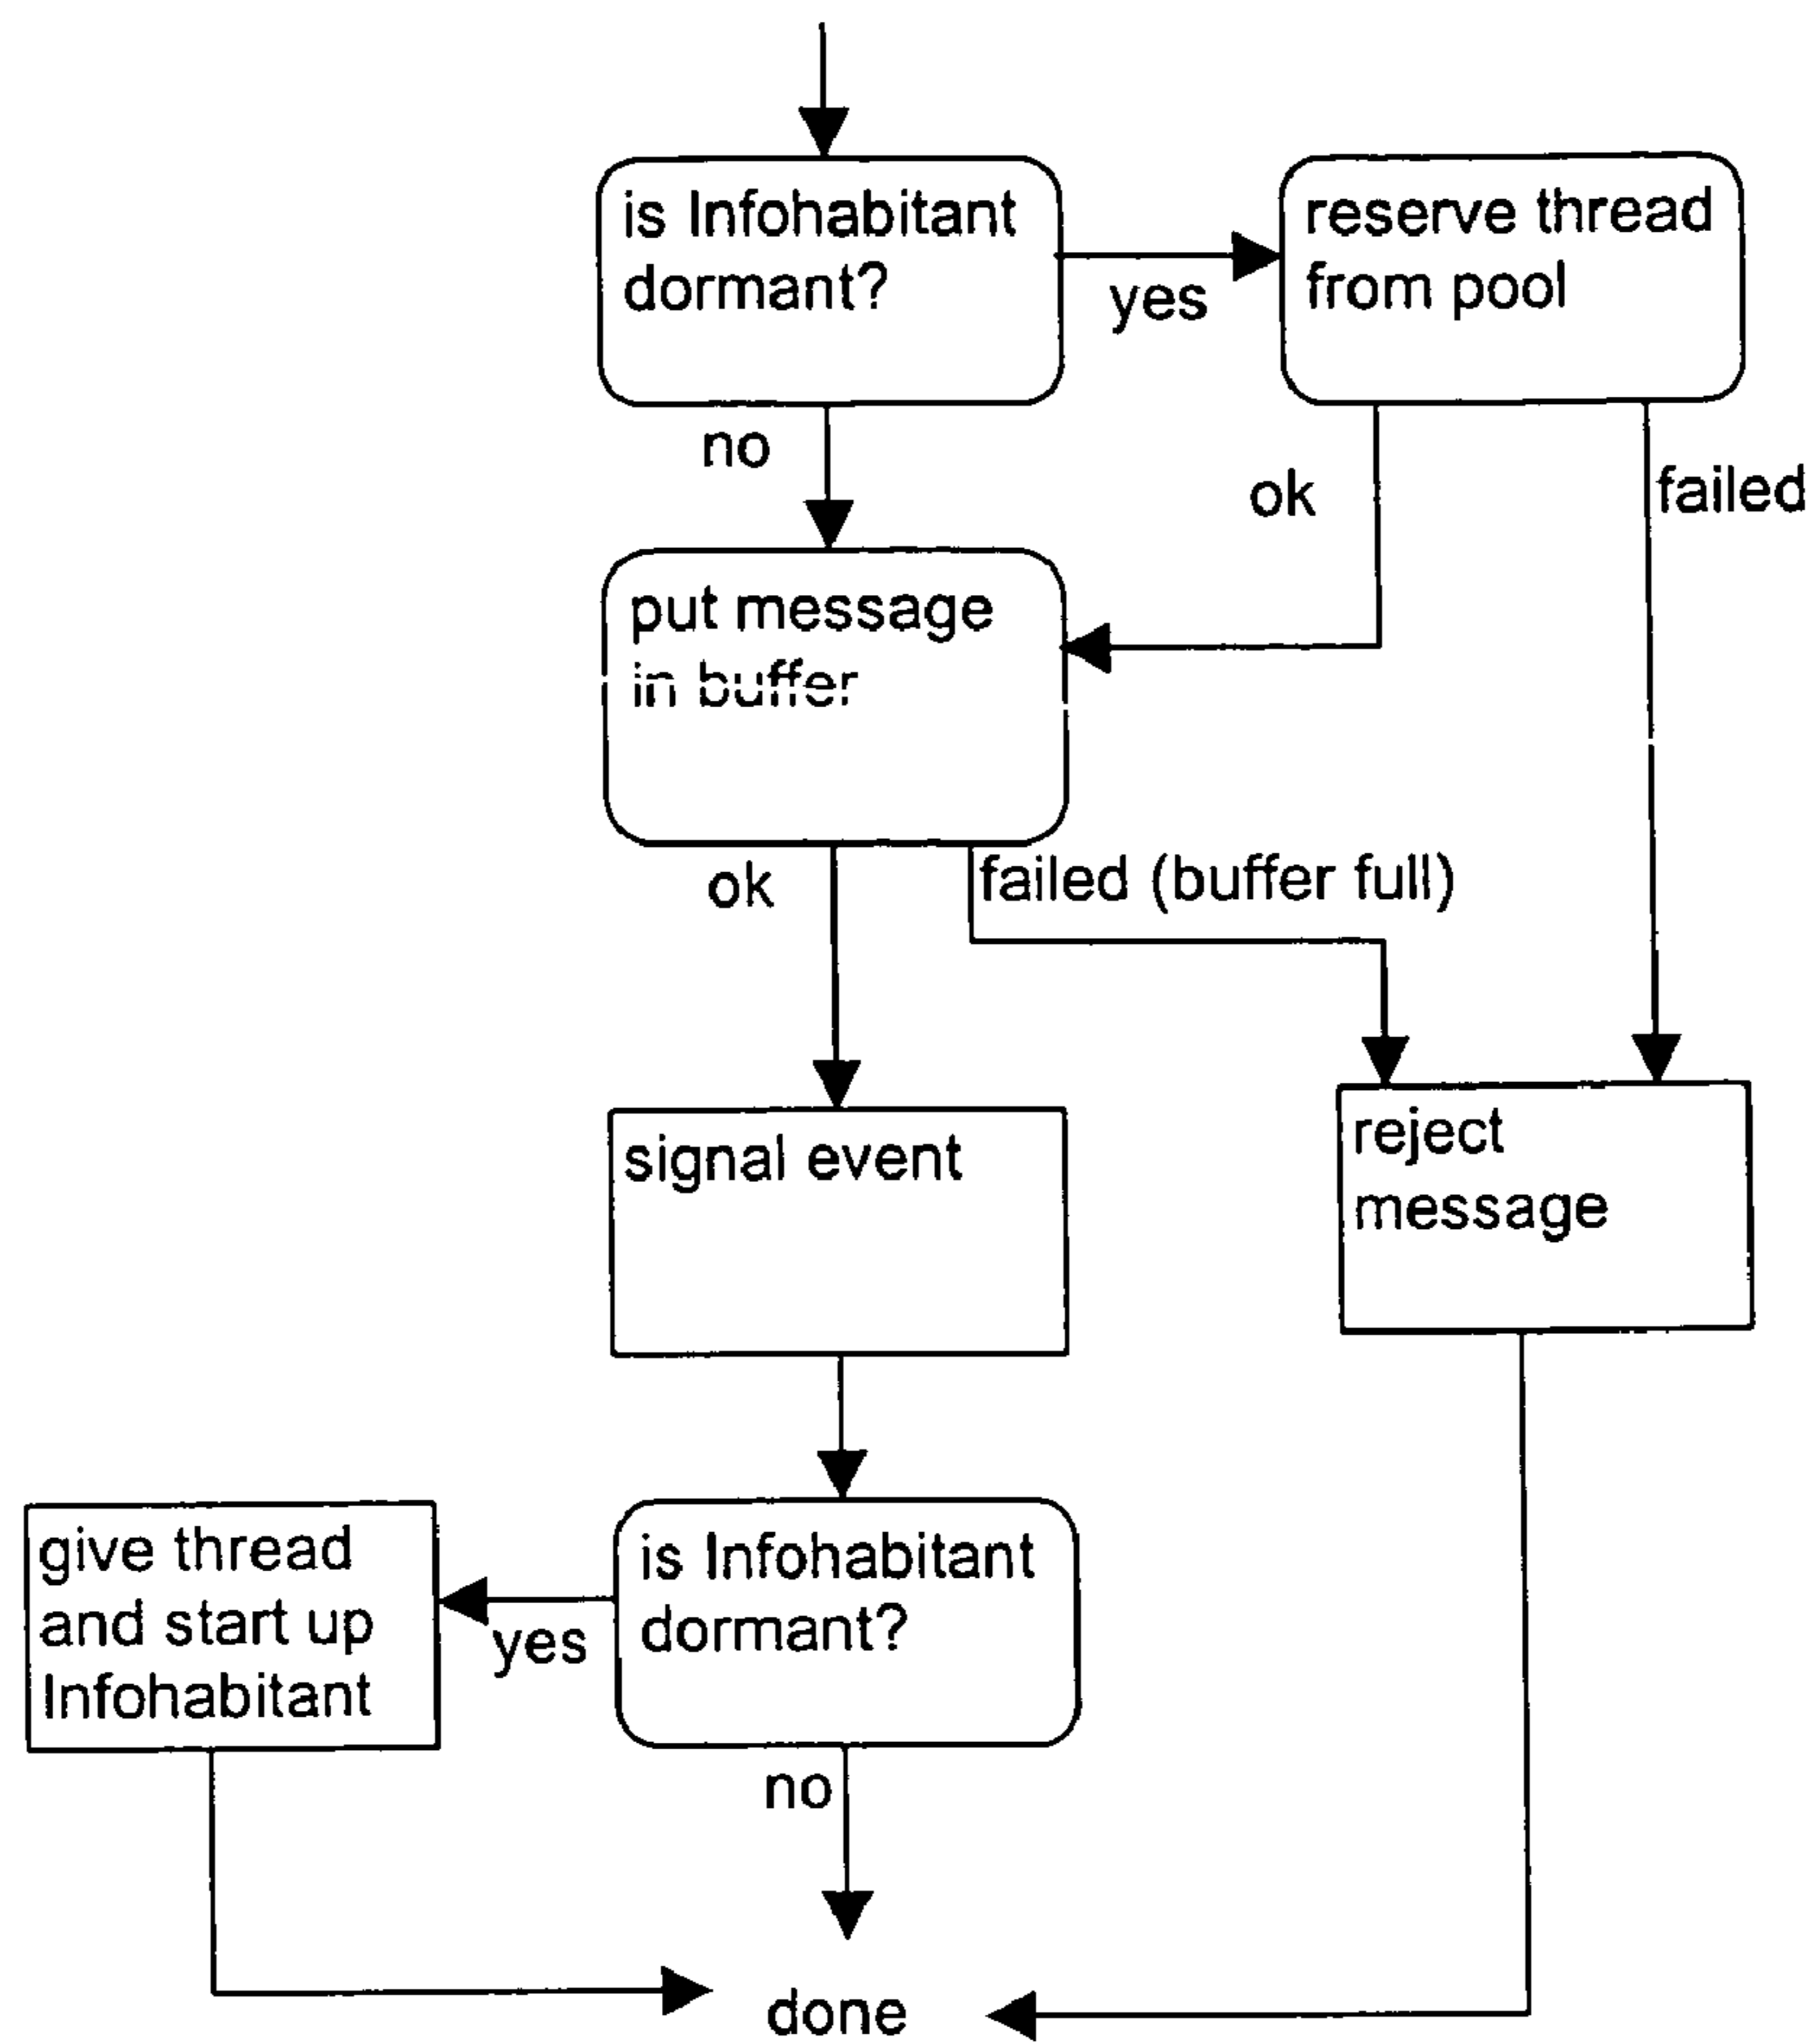 is Infohabitant
dormant?
yes
reserve thread
from pool
no
ok
failed
put message
in buffer
ok
failed (buffer full)
signal event
reject
message
give thread
and start up
Infohabitant
yes
is Infohabitant
dormant?
no
done